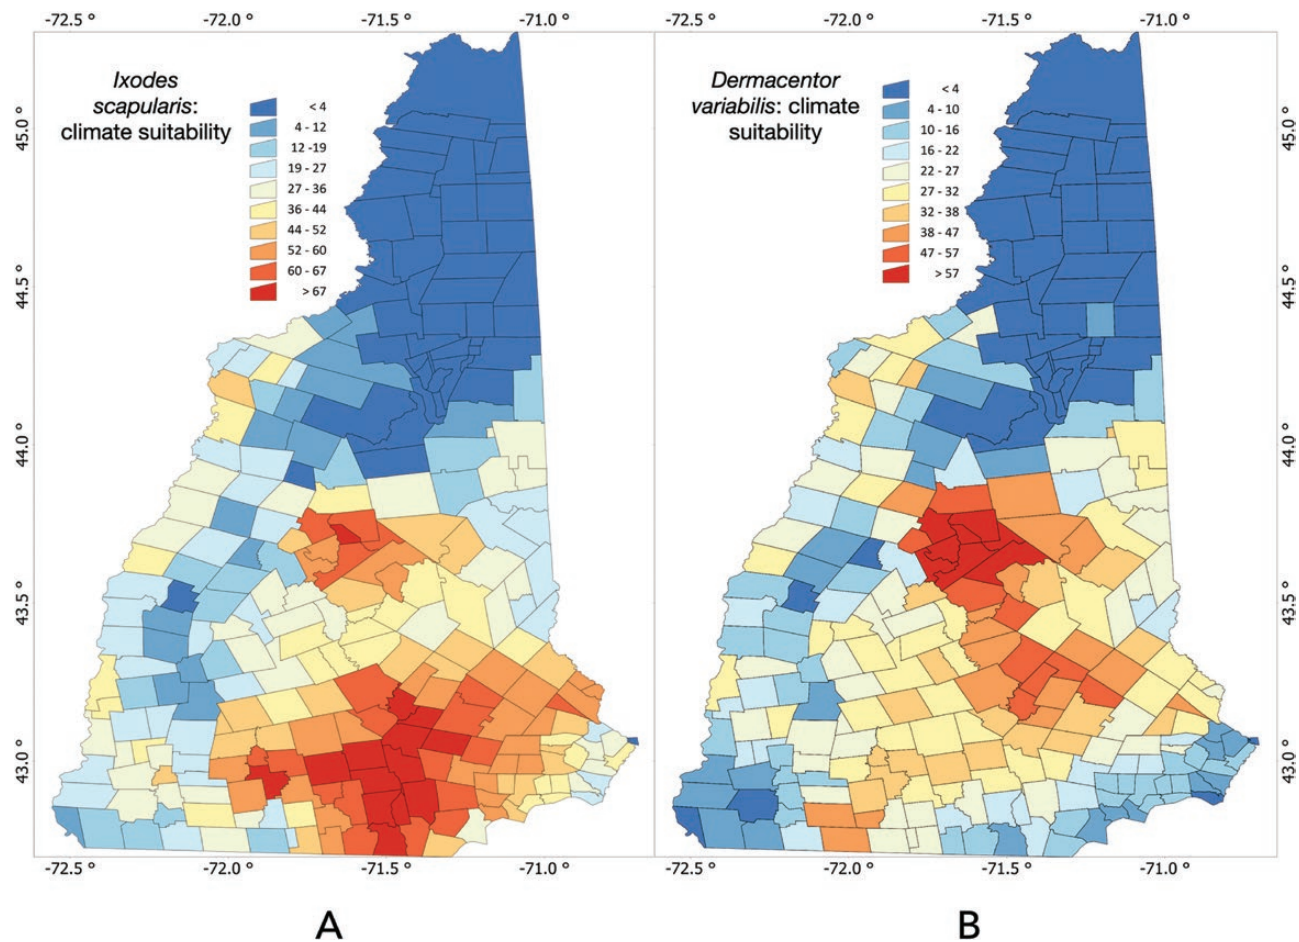 -72.5 ° -72.0 ° -71.5 ° -71.0 ° -72.5 ° -72.0 ° -71.5 ° -71.0 °
Ixodes
scapularis:
climate suitability
< 4
4 - 12
12 -19
19 - 27
27 - 36
36 - 44
44 - 52
52 - 60
60 - 67
> 67
Dermacentor
variabilis: climate
suitability
< 4
4 - 10
10 - 16
16 - 22
22 - 27
27 - 32
32 - 38
38 - 47
47 - 57
> 57
45.0 °
44.5 °
44.0 °
43.5 °
43.0 °
45.0 °
44.5 °
44.0 °
43.5 °
43.0 °
-72.5 ° -72.0 ° -71.5 ° -71.0 ° -72.5 ° -72.0 ° -71.5 ° -71.0 °
A B